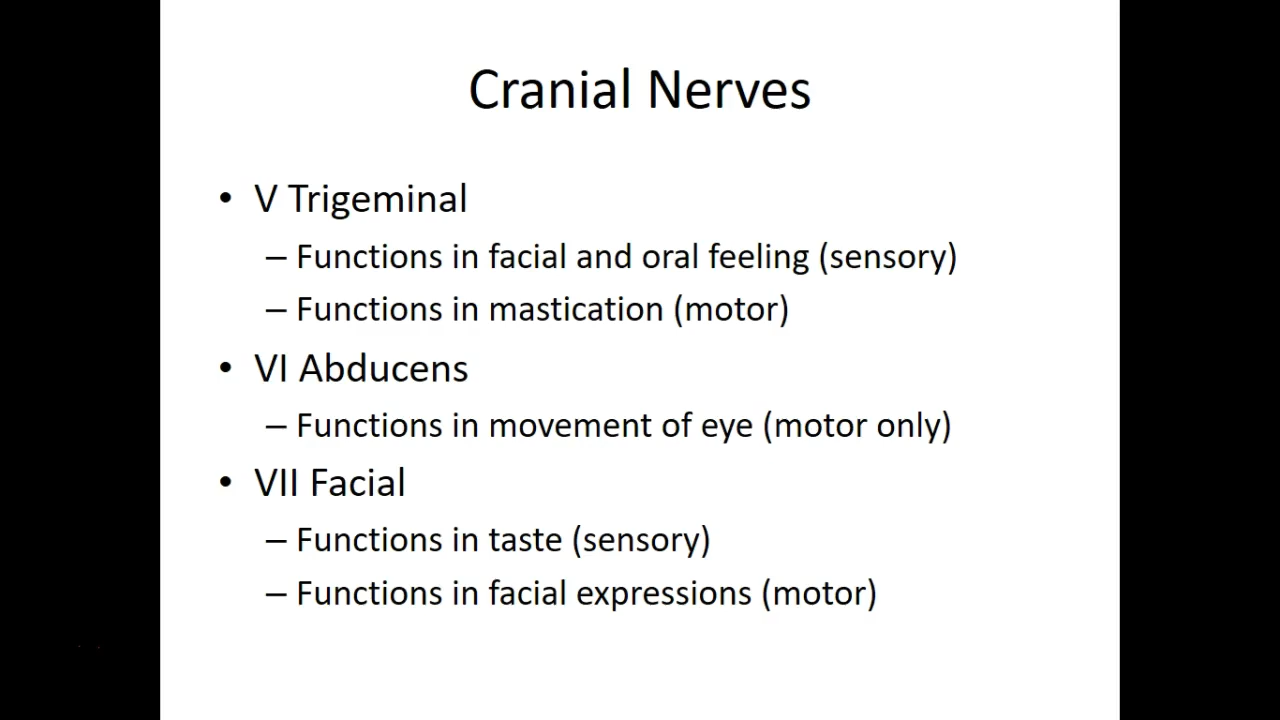 Cranial Nerves
• V Trigeminal
– Functions in facial and oral feeling (sensory)
– Functions in mastication (motor)
• VI Abducens
– Functions in movement of eye (motor only)
• VII Facial
– Functions in taste (sensory)
– Functions in facial expressions (motor)